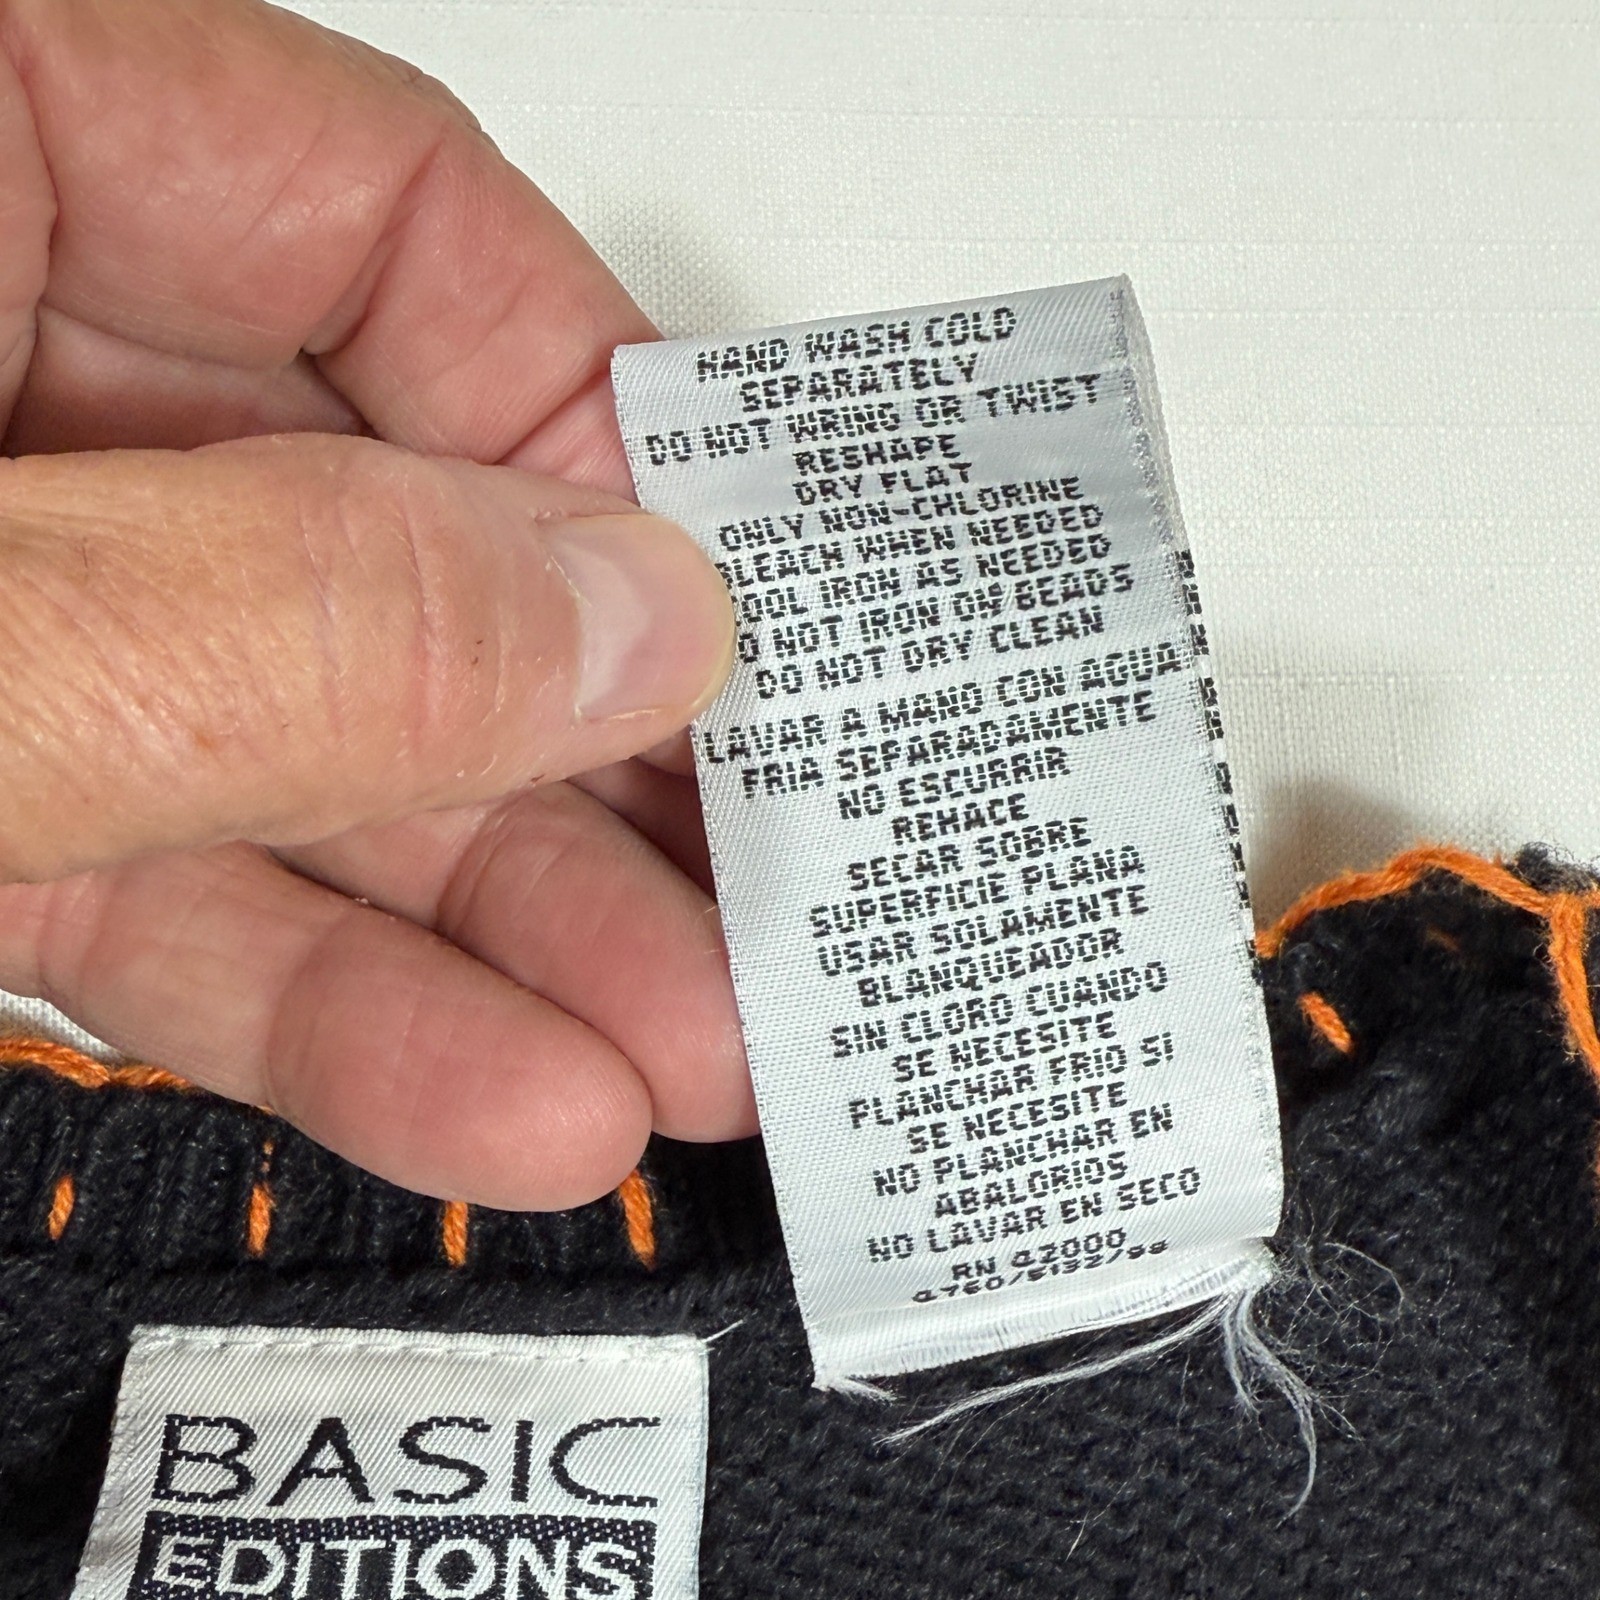 HAND WASH COLD
SEPARATELY
DO NOT WRING OR TWIST
RESHAPE
DRY FLAT
ONLY NON-CHLORINE
BLEACH WHEN NEEDED
COOL IRON AS NEEDED
DO NOT IRON ON BEADS
DO NOT DRY CLEAN
LAVAR A MANO CON AGUA
FRIA SEPARADAMENTE
NO ESCURRIR
REHACE
SECAR SOBRE
SUPERFICIE PLANA
USAR SOLAMENTE
BLANQUEADOR
SIN CLORO CUANDO
SE NECESITE
PLANCHAR FRIO SI
SE NECESITE
NO PLANCHAR EN
ABALORIOS
NO LAVAR EN SECO
RN
BASIC
EDITIONS